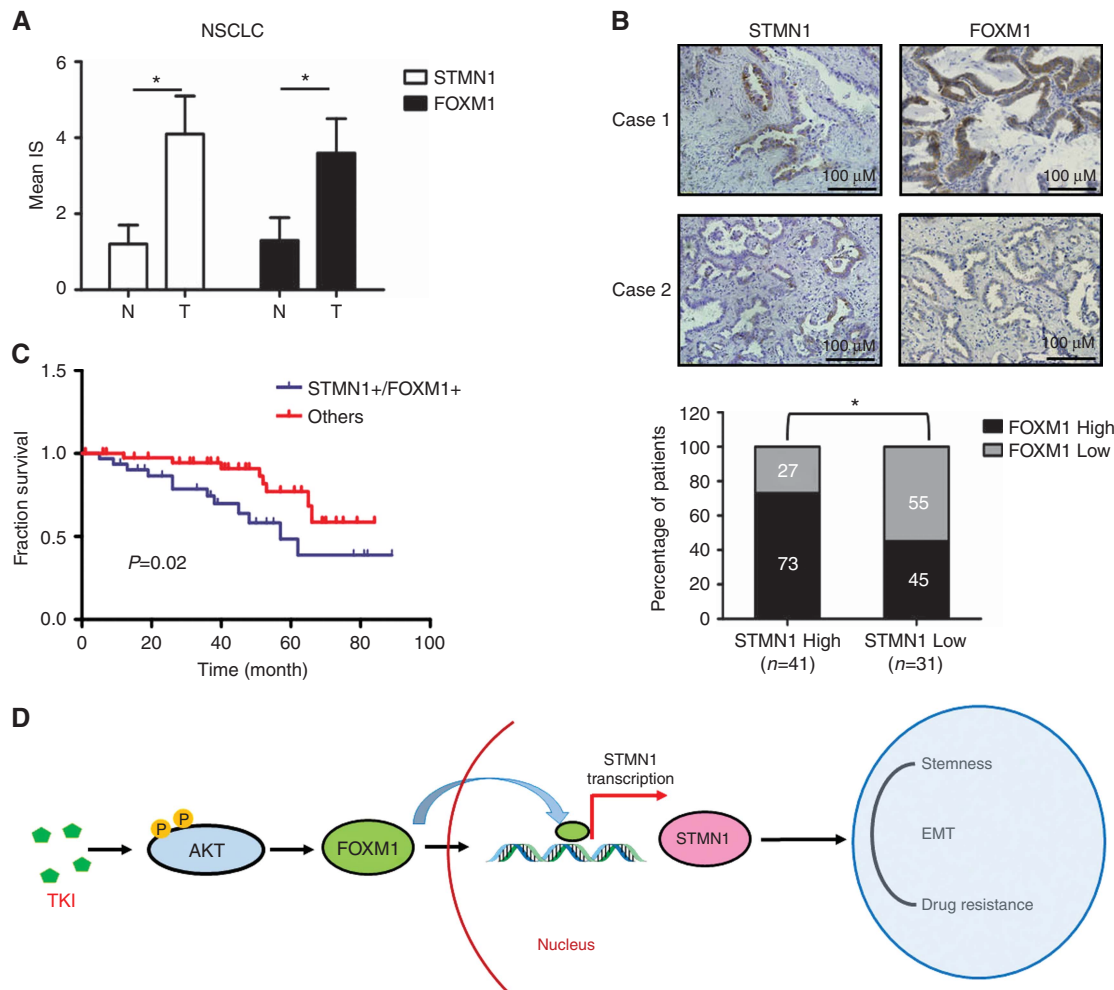 A
NSCLC
6
4
2
0
Mean IS
*
*
STMN1
FOXM1
N
T
N
T
B
STMN1
FOXM1
Case 1
100 μM
100 μM
Case 2
100 μM
100 μM
120
100
80
60
40
20
0
Percentage of patients
*
FOXM1 High
FOXM1 Low
27
73
55
45
STMN1 High
(n=41)
STMN1 Low
(n=31)
C
1.5
1.0
0.5
0.0
Fraction survival
STMN1+/FOXM1+
Others
P=0.02
0
20
40
60
80
100
Time (month)
D
TKI
P
P
AKT
FOXM1
STMN1
transcription
STMN1
Nucleus
Stemness
EMT
Drug resistance